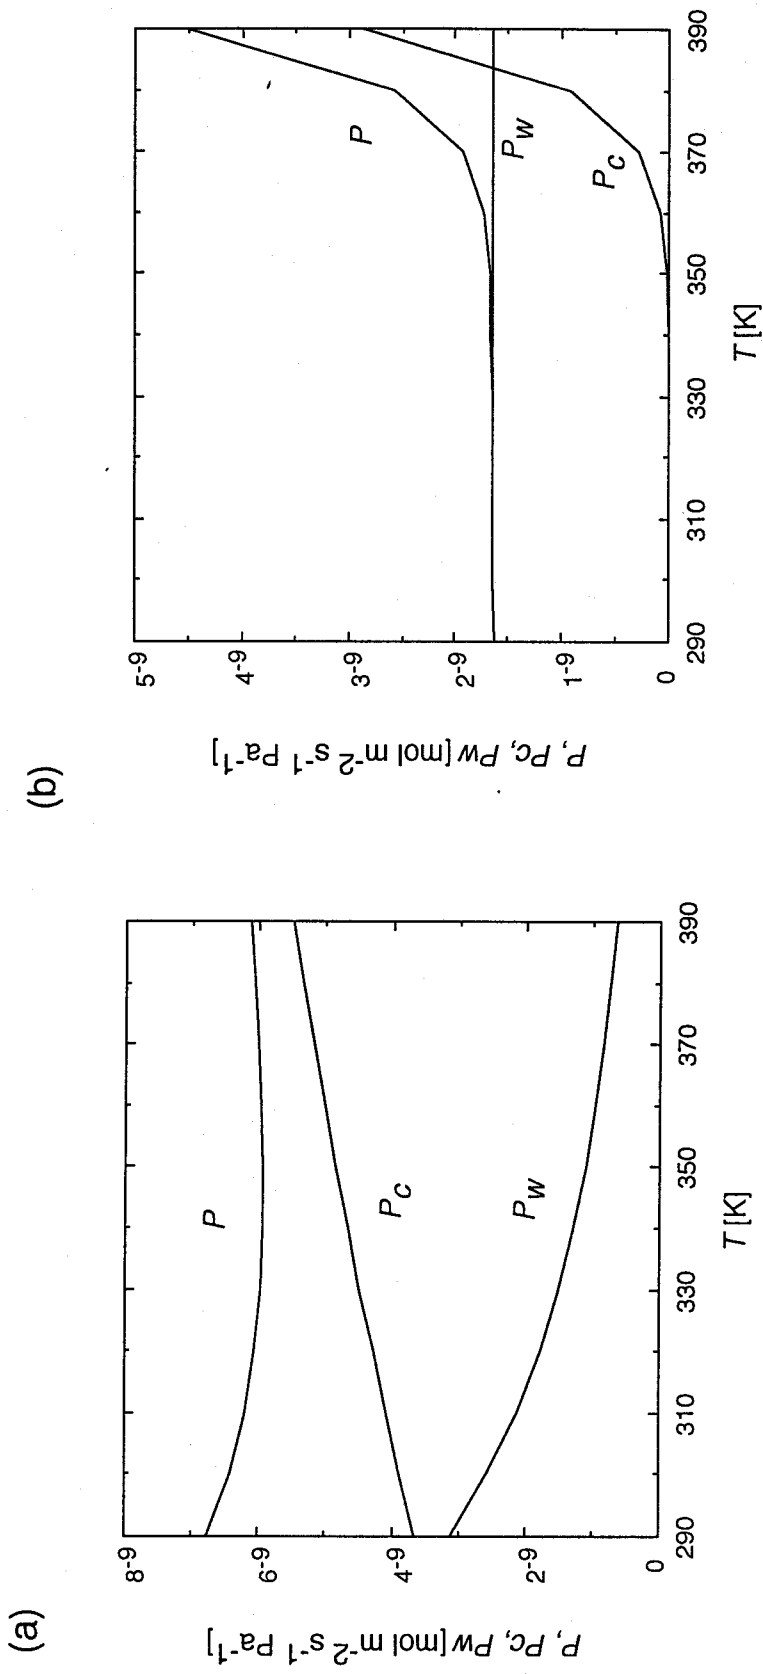 (a)
P, Pc, Pw [mol m-2 s-1 Pa-1]
8-9
6-9
4-9
2-9
0
P
Pc
Pw
290 310 330 350 370 390
T [K]
(b)
P, Pc, Pw [mol m-2 s-1 Pa-1]
5-9
4-9
3-9
2-9
1-9
0
P
Pw
Pc
290 310 330 350 370 390
T [K]